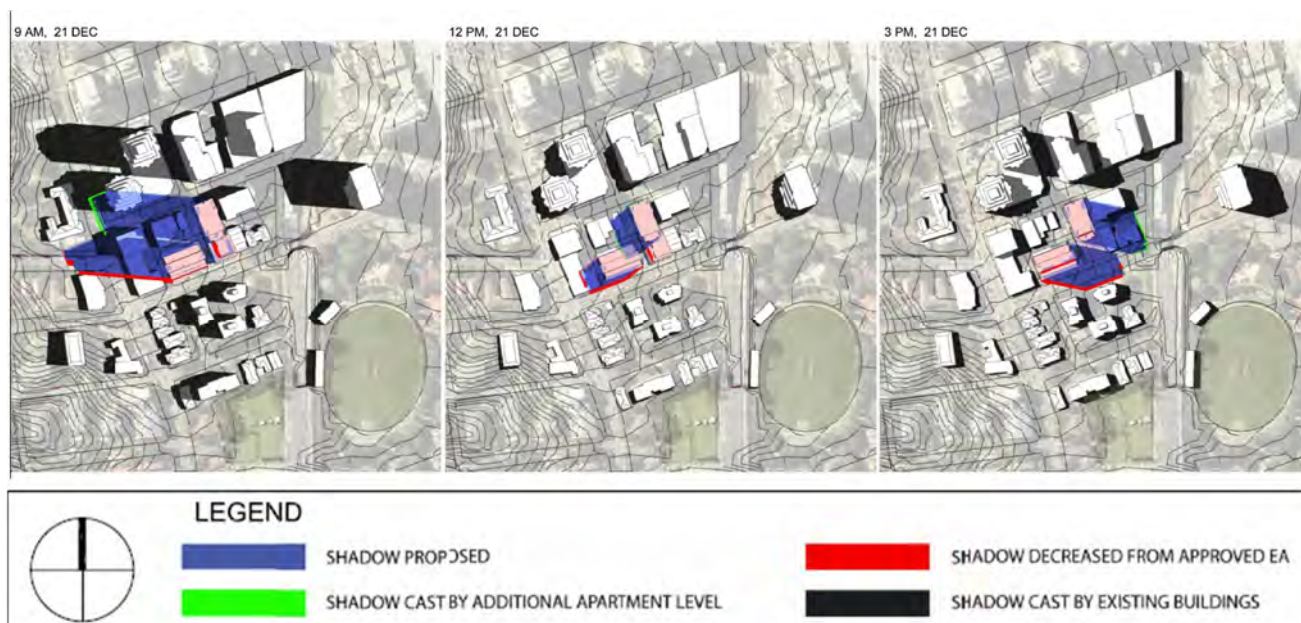 9 AM, 21 DEC
12 PM, 21 DEC
3 PM, 21 DEC
LEGEND
SHADOW PROPOSED
SHADOW DECREASED FROM APPROVED EA
SHADOW CAST BY ADDITIONAL APARTMENT LEVEL
SHADOW CAST BY EXISTING BUILDINGS